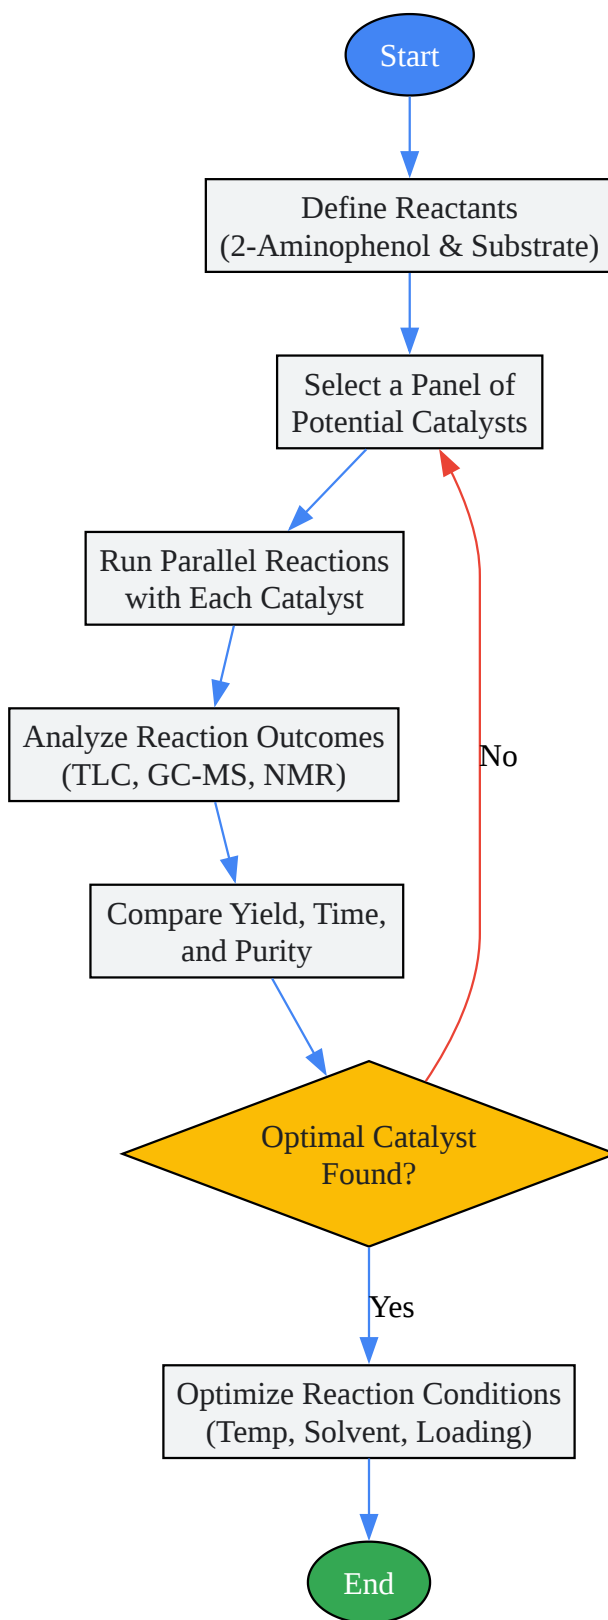 Start
Define Reactants
(2-Aminophenol & Substrate)
Select a Panel of
Potential Catalysts
Run Parallel Reactions
with Each Catalyst
Analyze Reaction Outcomes
(TLC, GC-MS, NMR)
No
Compare Yield, Time,
and Purity
Optimal Catalyst
Found?
Yes
Optimize Reaction Conditions
(Temp, Solvent, Loading)
End